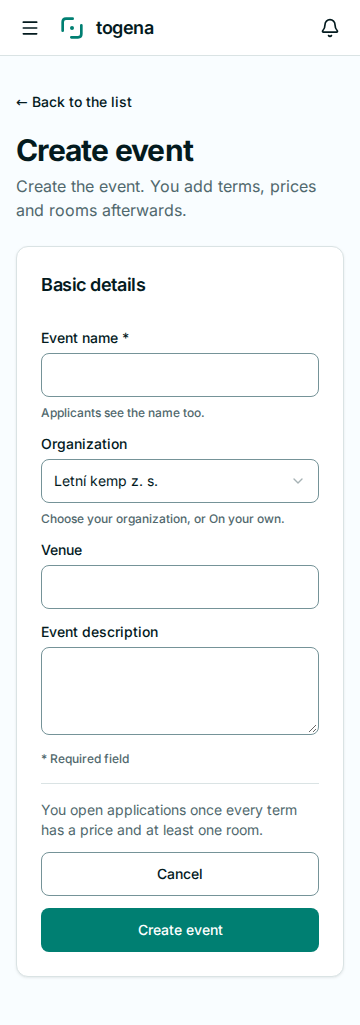 togena
← Back to the list
Create event
Create the event. You add terms, prices
and rooms afterwards.
Basic details
Event name *
Applicants see the name too.
Organization
Letní kemp z. s.
Choose your organization, or On your own.
Venue
Event description
* Required field
You open applications once every term
has a price and at least one room.
Cancel
Create event